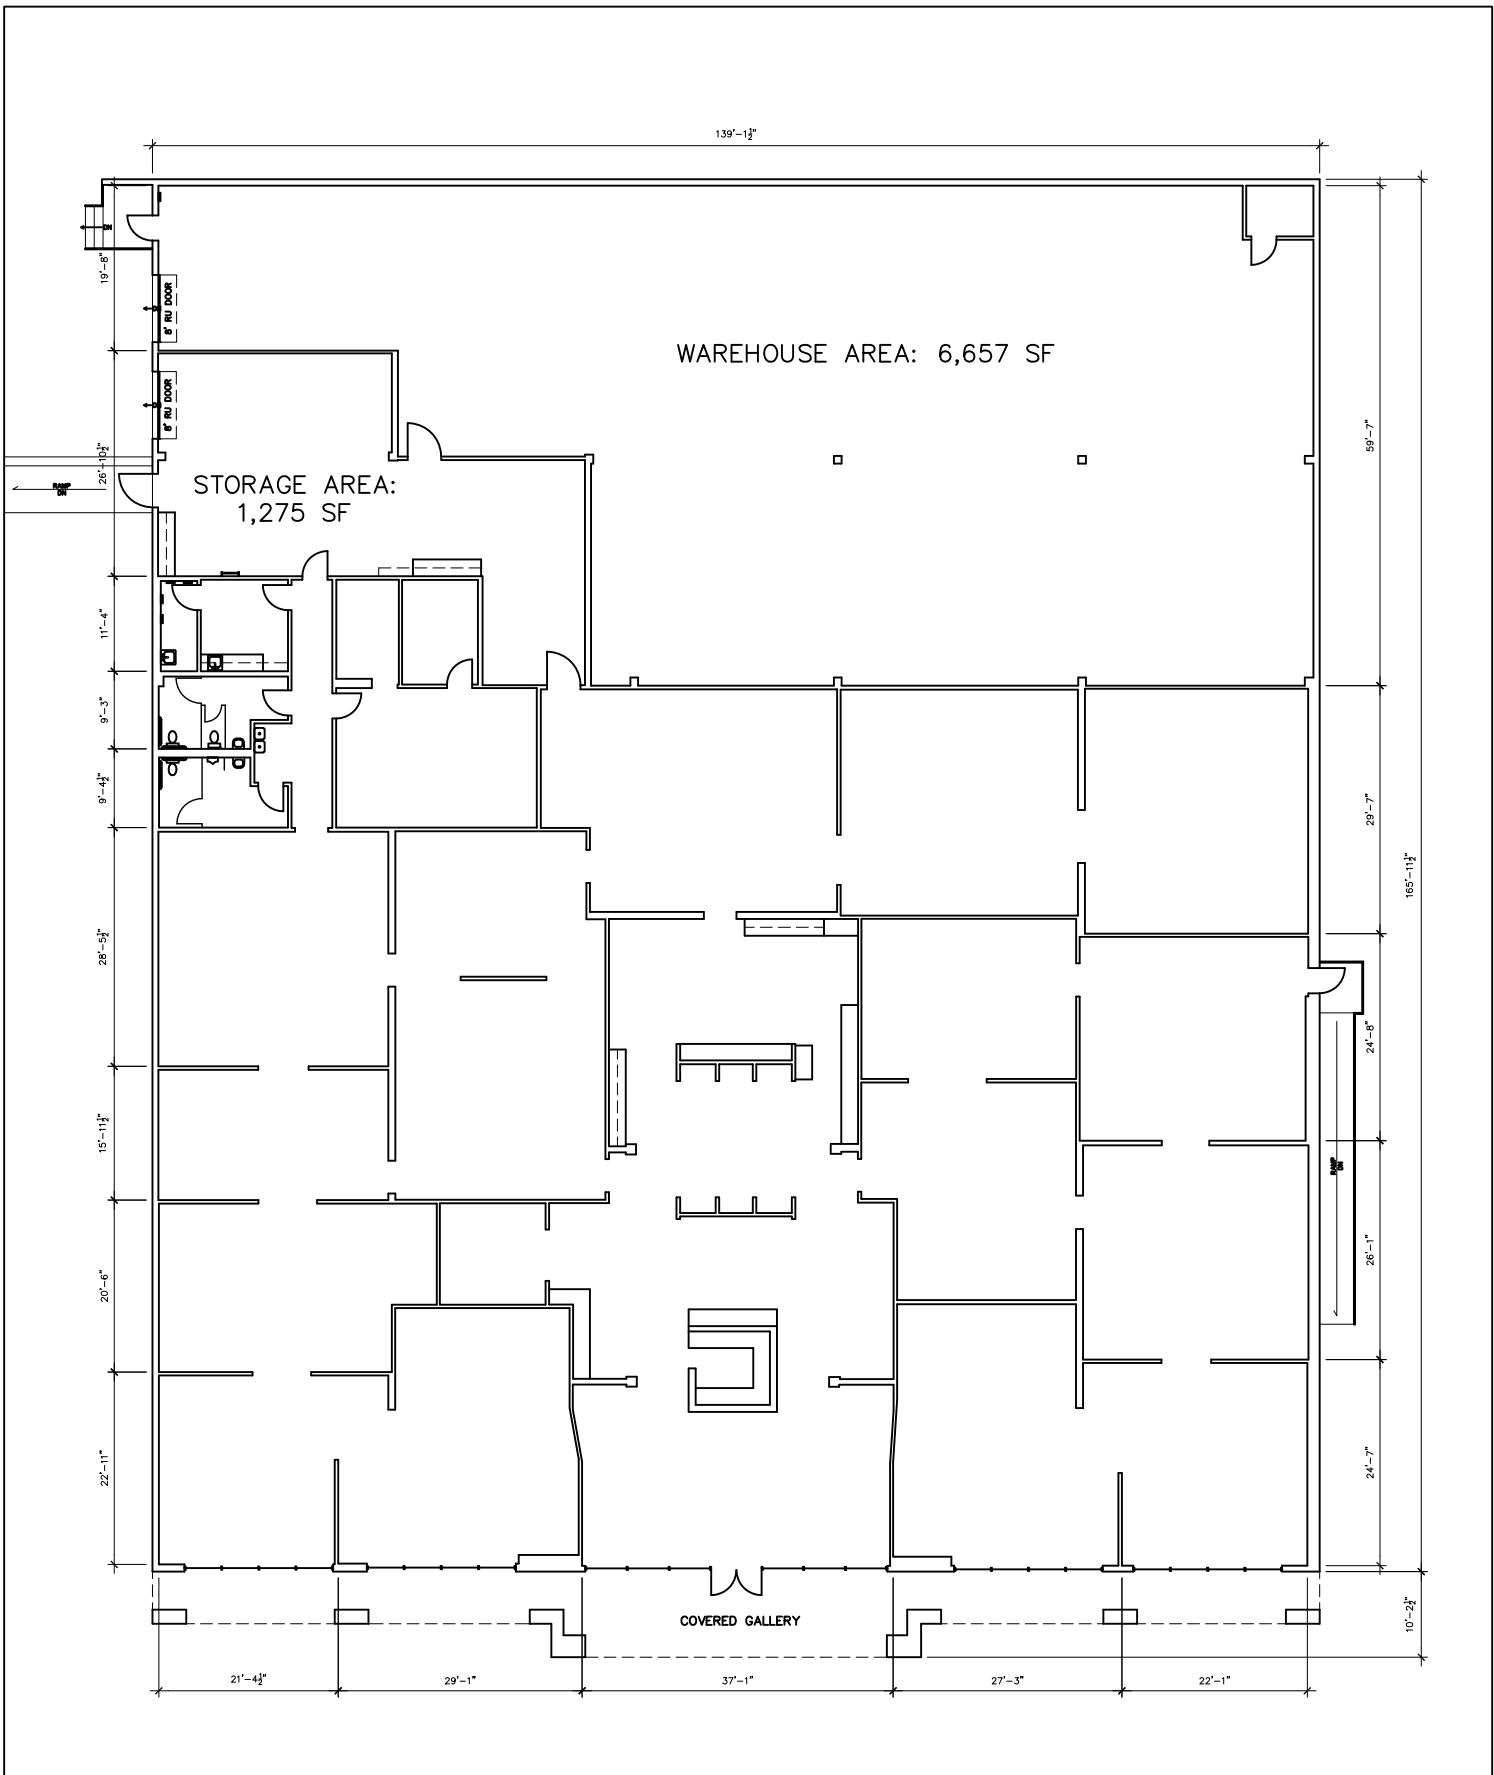 139'-1½"
DN
19'-8"
8' RU DOOR
WAREHOUSE AREA: 6,657 SF
8' RU DOOR
59'-7"
26'-10½"
STORAGE AREA:
1,275 SF
RAMP
DN
11'-4"
9'-3"
9'-4½"
29'-7"
165'-11½"
28'-5½"
24'-8"
15'-11½"
RAMP
DN
26'-1"
20'-6"
24'-7"
22'-11"
COVERED GALLERY
10'-2½"
21'-4½"
29'-1"
37'-1"
27'-3"
22'-1"